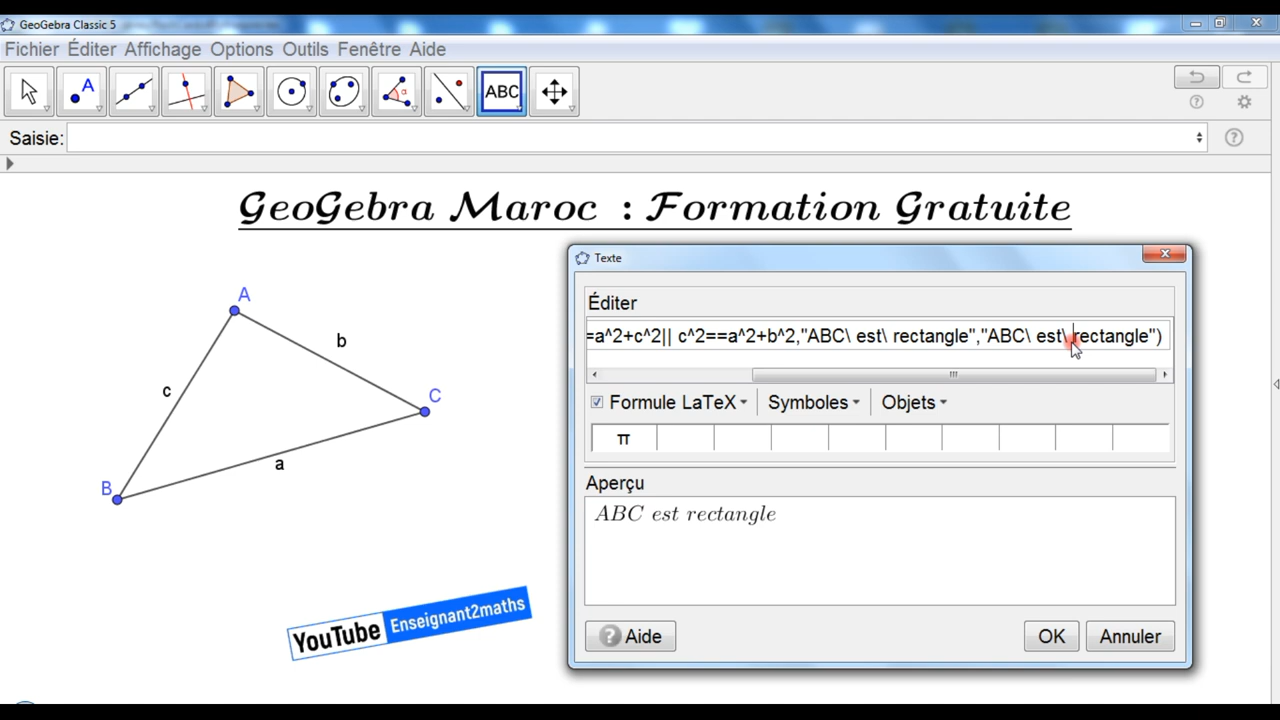 GeoGebra Classic 5
Fichier Éditer Affichage Options Outils Fenêtre Aide
A
α
ABC
Saisie:
GeoGebra Maroc : Formation Gratuite
Texte
Éditer
=a^2+c^2|| c^2==a^2+b^2,"ABC\ est\ rectangle","ABC\ est\ rectangle")
Formule LaTeX Symboles Objets
π
Aperçu
ABC est rectangle
Aide OK Annuler
A
b
c
C
a
B
YouTube Enseignant2maths